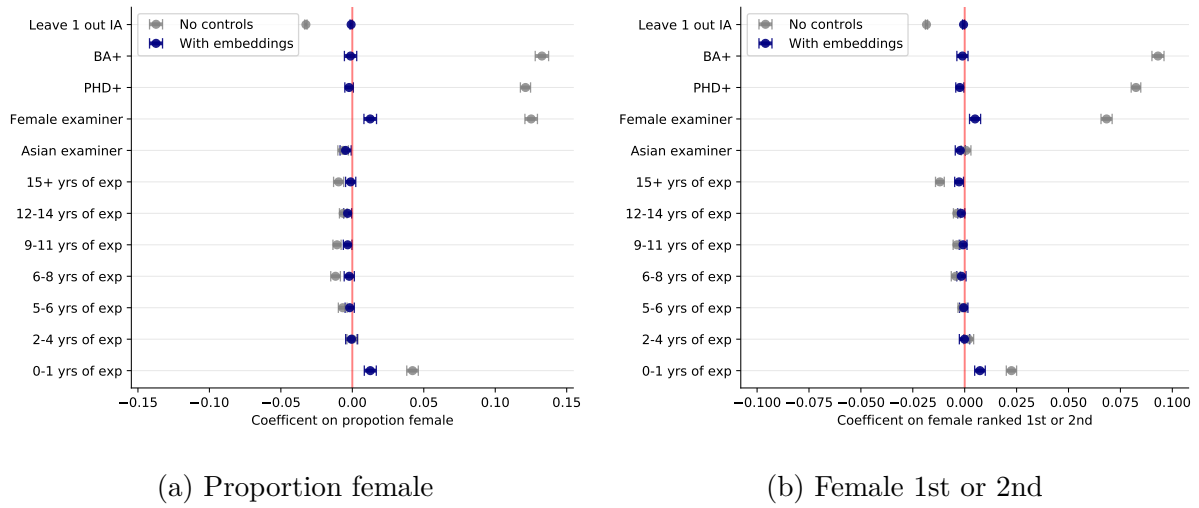 No controls
With embeddings
Leave 1 out IA
BA+
PHD+
Female examiner
Asian examiner
15+ yrs of exp
12-14 yrs of exp
9-11 yrs of exp
6-8 yrs of exp
5-6 yrs of exp
2-4 yrs of exp
0-1 yrs of exp
−0.15 −0.10 −0.05 0.00 0.05 0.10 0.15
Coefficent on propotion female
(a) Proportion female
No controls
With embeddings
Leave 1 out IA
BA+
PHD+
Female examiner
Asian examiner
15+ yrs of exp
12-14 yrs of exp
9-11 yrs of exp
6-8 yrs of exp
5-6 yrs of exp
2-4 yrs of exp
0-1 yrs of exp
−0.100 −0.075 −0.050 −0.025 0.000 0.025 0.050 0.075 0.100
Coefficent on female ranked 1st or 2nd
(b) Female 1st or 2nd